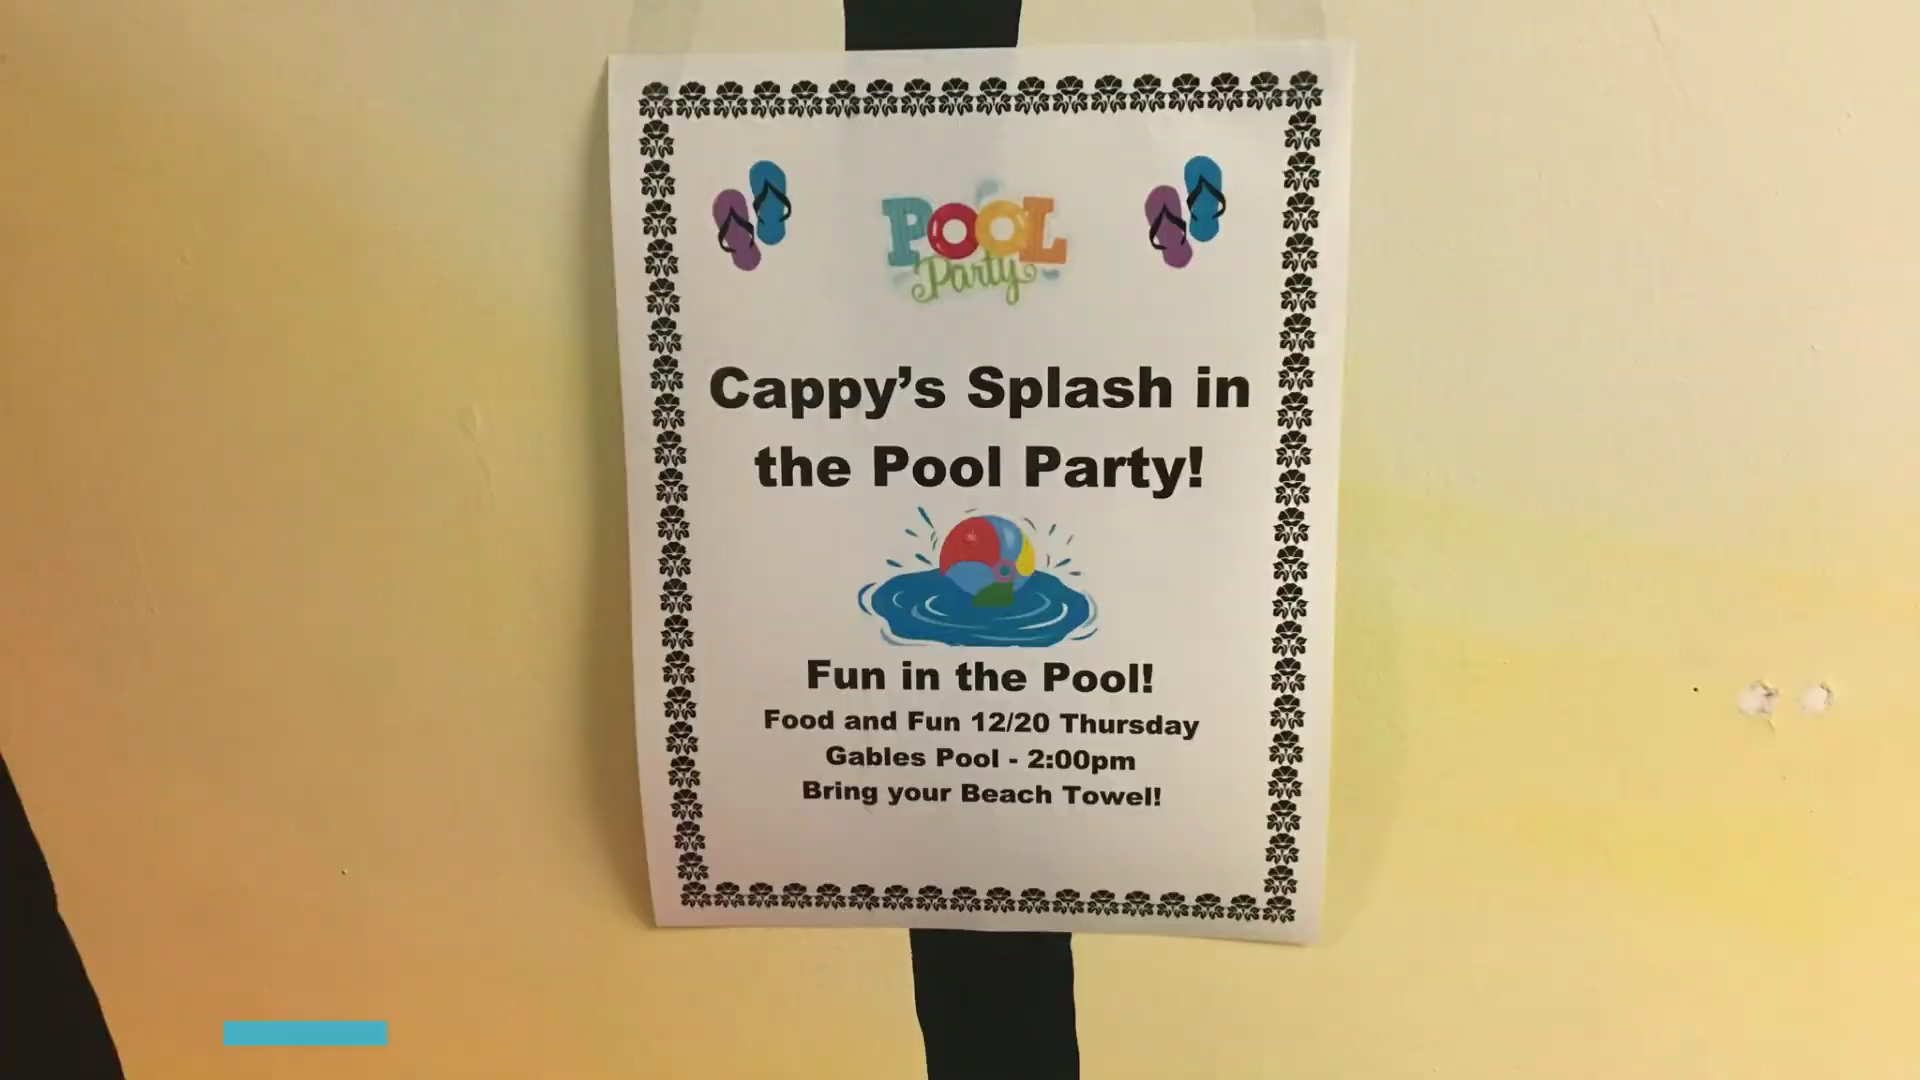 POOL
Party
Cappy's Splash in
the Pool Party!
Fun in the Pool!
Food and Fun 12/20 Thursday
Gables Pool - 2:00pm
Bring your Beach Towel!